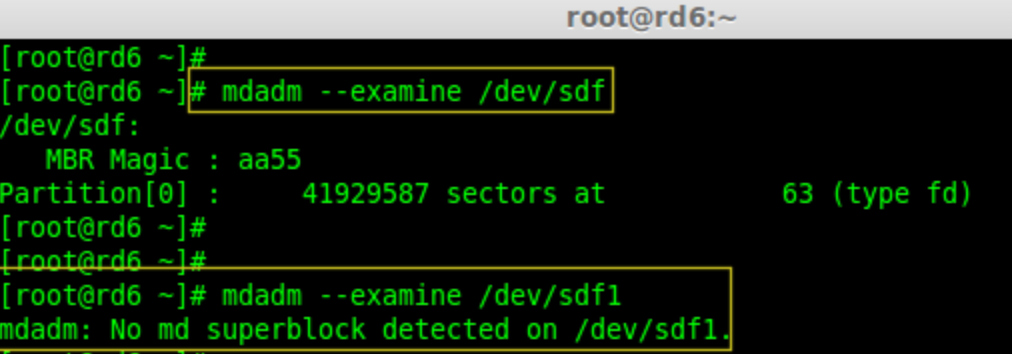 root@rd6:~
[root@rd6 ~]#
[root@rd6 ~]# mdadm --examine /dev/sdf
/dev/sdf:
   MBR Magic : aa55
Partition[0] :     41929587 sectors at           63 (type fd)
[root@rd6 ~]#
[root@rd6 ~]#
[root@rd6 ~]# mdadm --examine /dev/sdf1
mdadm: No md superblock detected on /dev/sdf1.